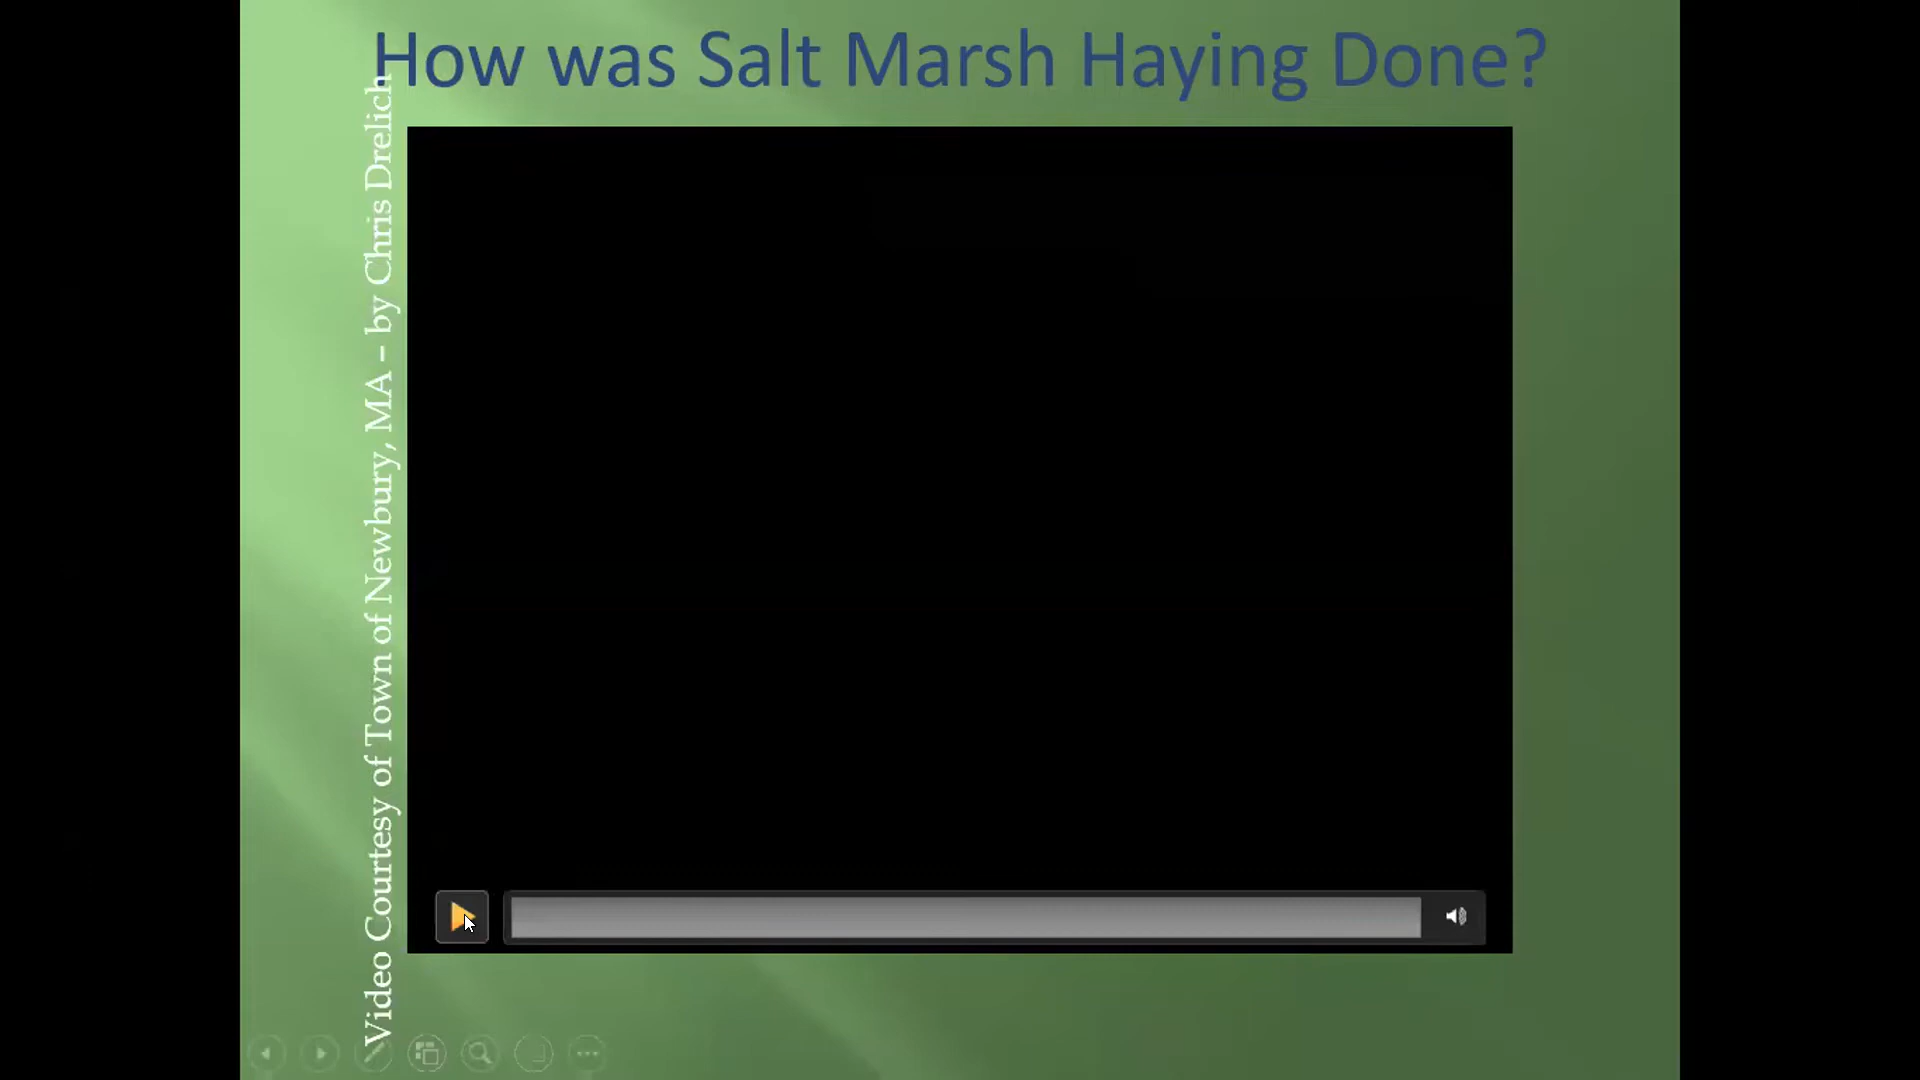 How was Salt Marsh Haying Done?
Video Courtesy of Town of Newbury, MA – by Chris Drelich